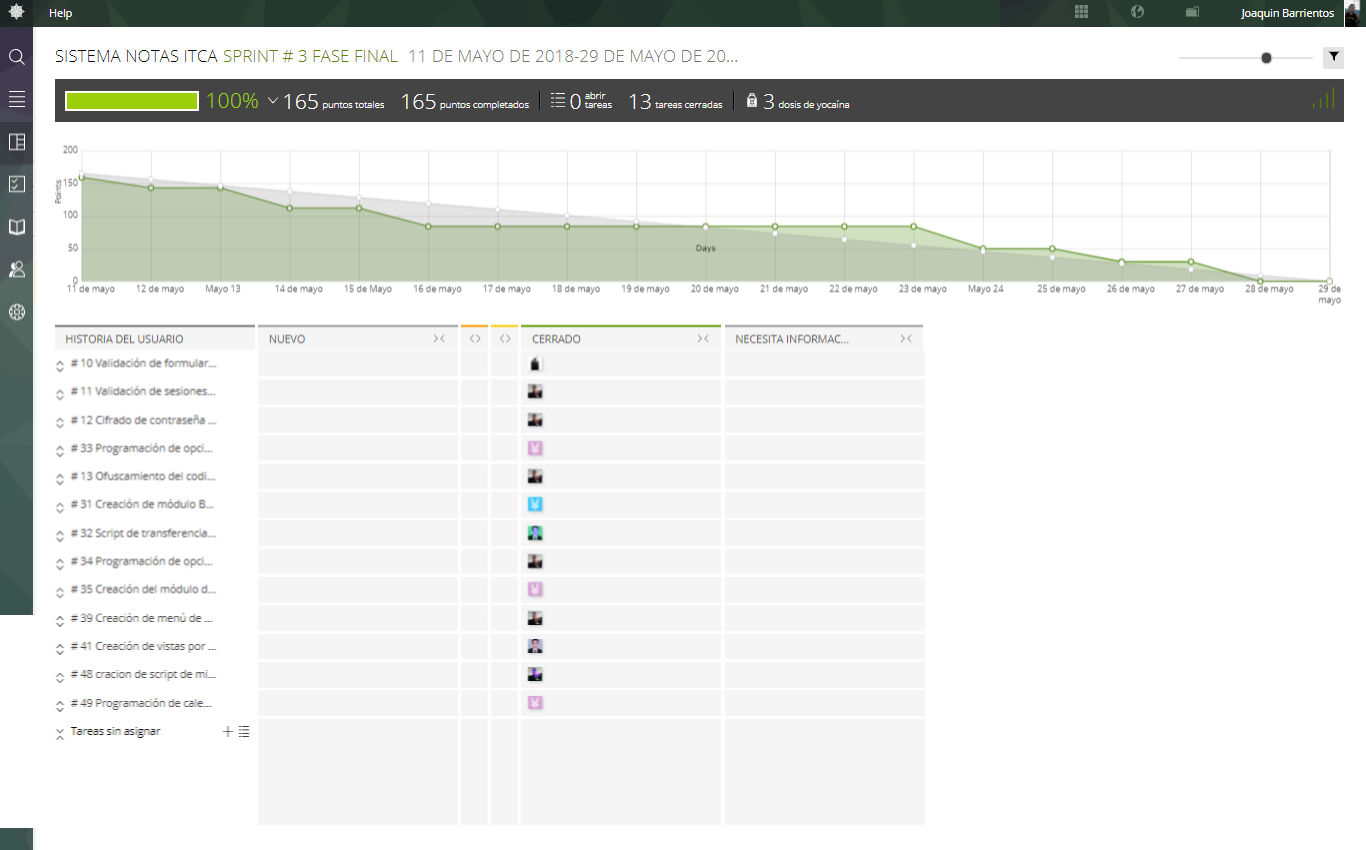 Help
Joaquin Barrientos
SISTEMA NOTAS ITCA SPRINT # 3 FASE FINAL 11 DE MAYO DE 2018-29 DE MAYO DE 20...
100% 165 puntos totales 165 puntos completados 0 abrir tareas 13 tareas cerradas 3 dosis de yocaína
200
150
100
50
0
Points
Days
11 de mayo 12 de mayo Mayo 13 14 de mayo 15 de Mayo 16 de mayo 17 de mayo 18 de mayo 19 de mayo 20 de mayo 21 de mayo 22 de mayo 23 de mayo Mayo 24 25 de mayo 26 de mayo 27 de mayo 28 de mayo 29 de mayo
HISTORIA DEL USUARIO NUEVO CERRADO NECESITA INFORMAC...
# 10 Validación de formular...
# 11 Validación de sesiones...
# 12 Cifrado de contraseña ...
# 33 Programación de opci...
# 13 Ofuscamiento del codi...
# 31 Creación de módulo B...
# 32 Script de transferencia...
# 34 Programación de opci...
# 35 Creación del módulo d...
# 39 Creación de menú de ...
# 41 Creación de vistas por ...
# 48 cracion de script de mi...
# 49 Programación de cale...
Tareas sin asignar